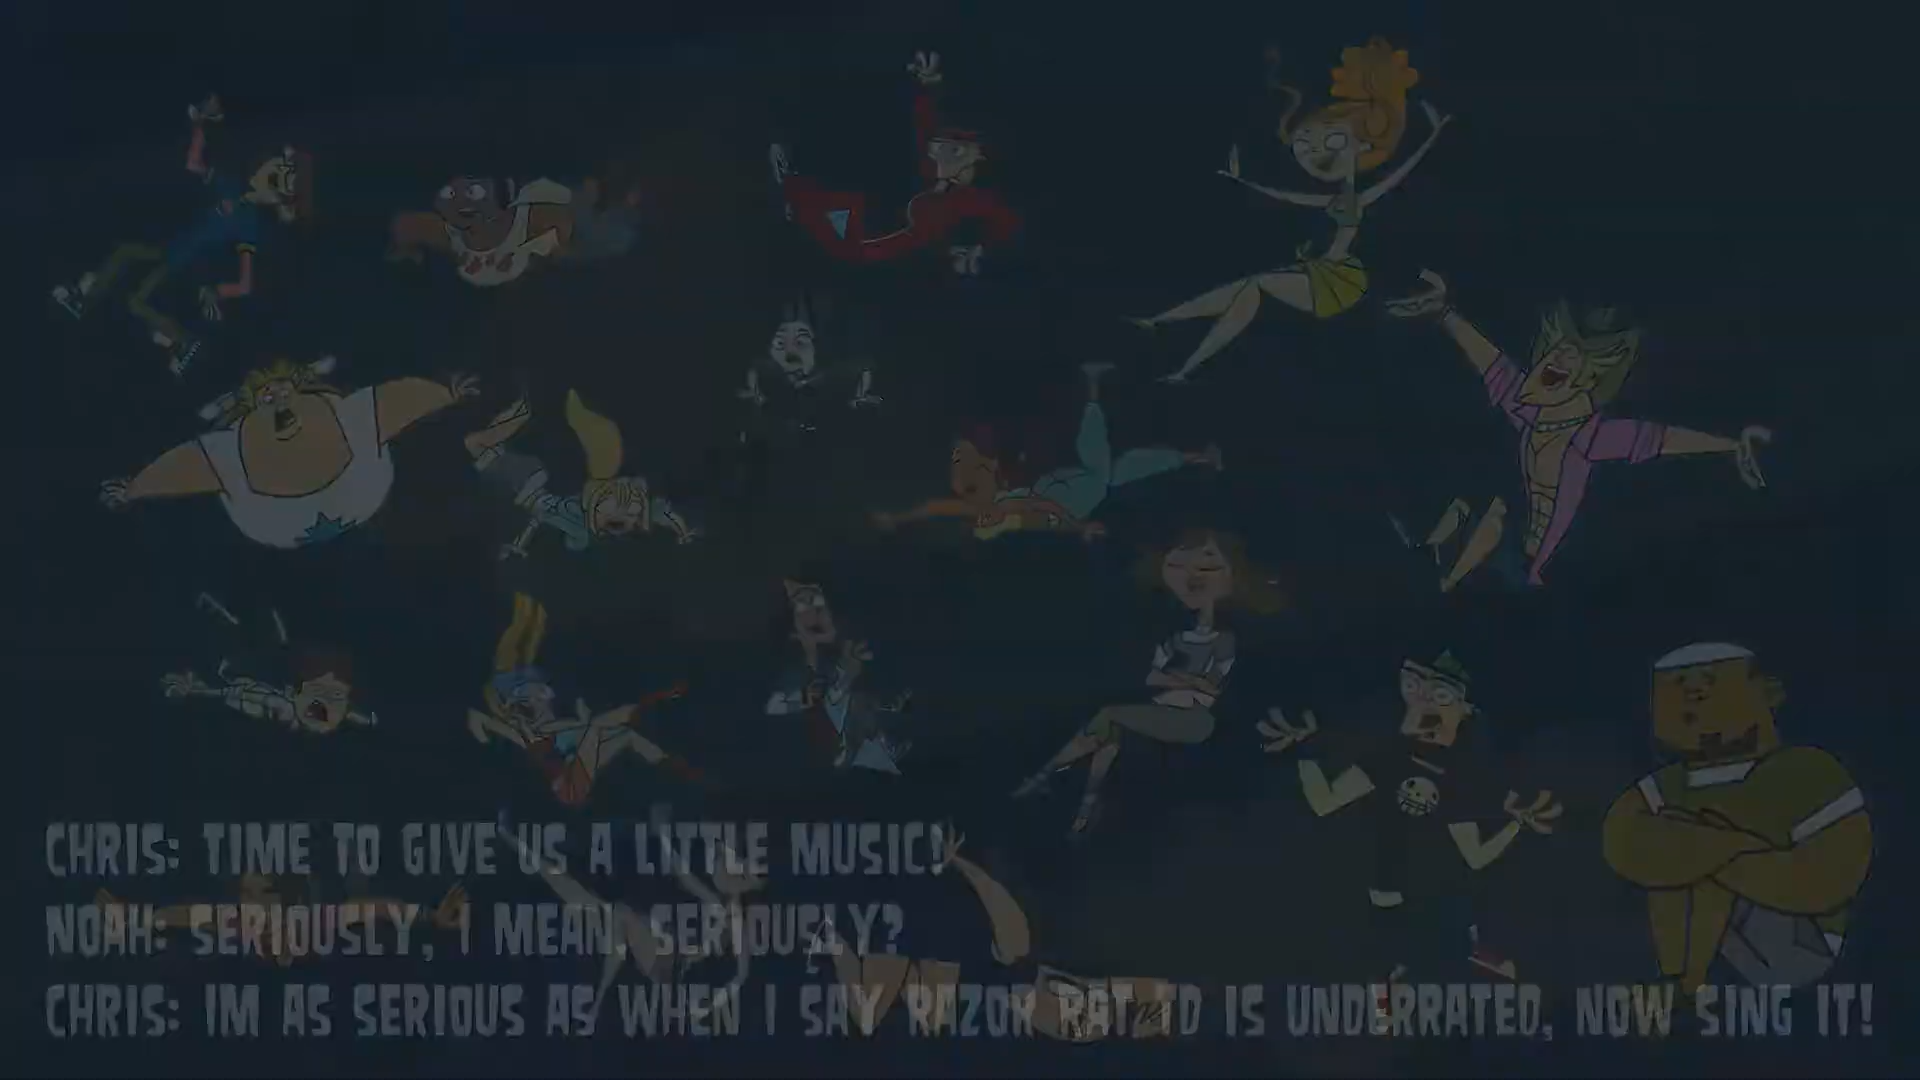 CHRIS: TIME TO GIVE US A LITTLE MUSIC!
NOAH: SERIOUSLY, I MEAN, SERIOUSLY?
CHRIS: IM AS SERIOUS AS WHEN I SAY RAZOR RAT TD IS UNDERRATED, NOW SING IT!